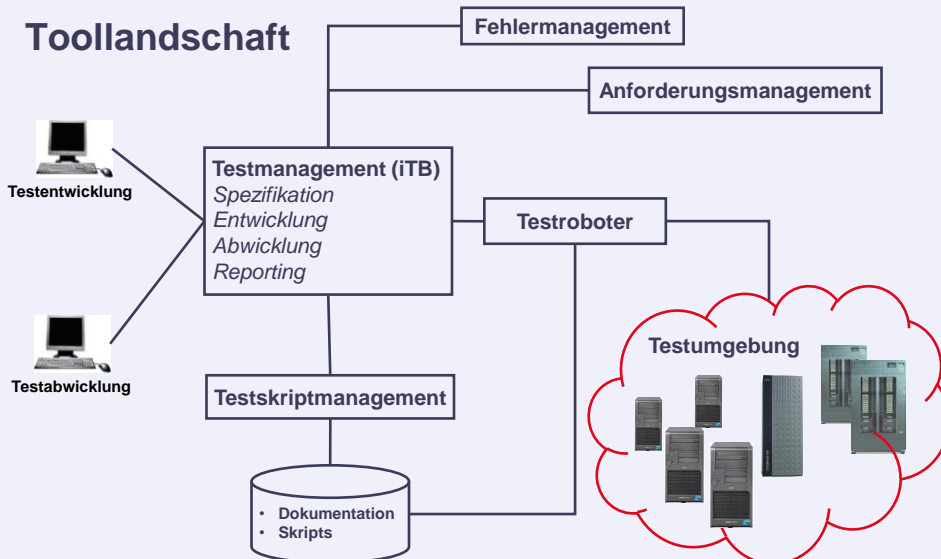 Toollandschaft
Fehlermanagement
Anforderungsmanagement
Testentwicklung
Testmanagement (iTB)
Spezifikation
Entwicklung
Abwicklung
Reporting
Testroboter
Testabwicklung
Testumgebung
Testskriptmanagement
• Dokumentation
• Skripts